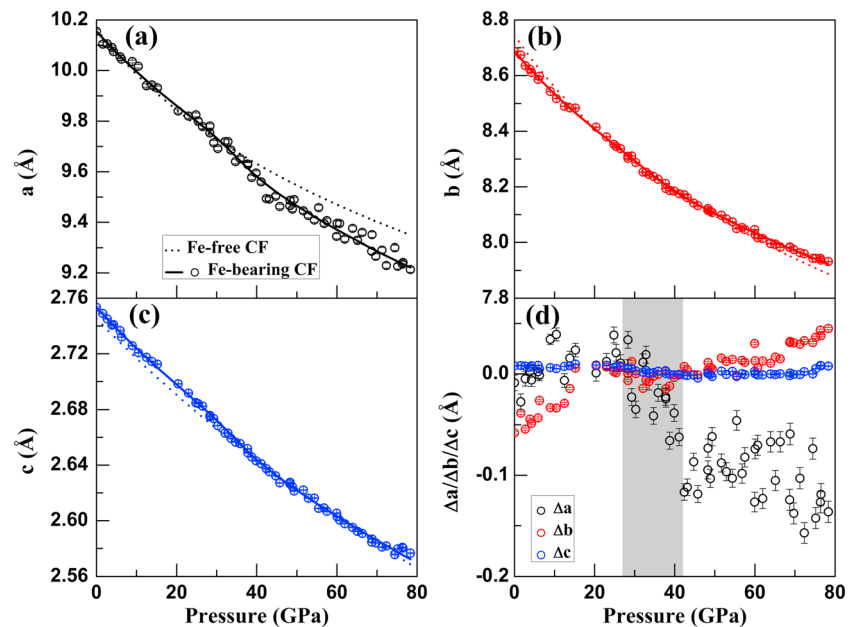 (a)
10.2
10.0
9.8
9.6
9.4
9.2
a (Å)
Fe-free CF
Fe-bearing CF
(b)
8.8
8.6
8.4
8.2
8.0
7.8
b (Å)
(c)
2.76
2.72
2.68
2.64
2.60
2.56
c (Å)
0 20 40 60 80
Pressure (GPa)
(d)
0.0
-0.1
-0.2
Δa/Δb/Δc (Å)
Δa
Δb
Δc
0 20 40 60 80
Pressure (GPa)